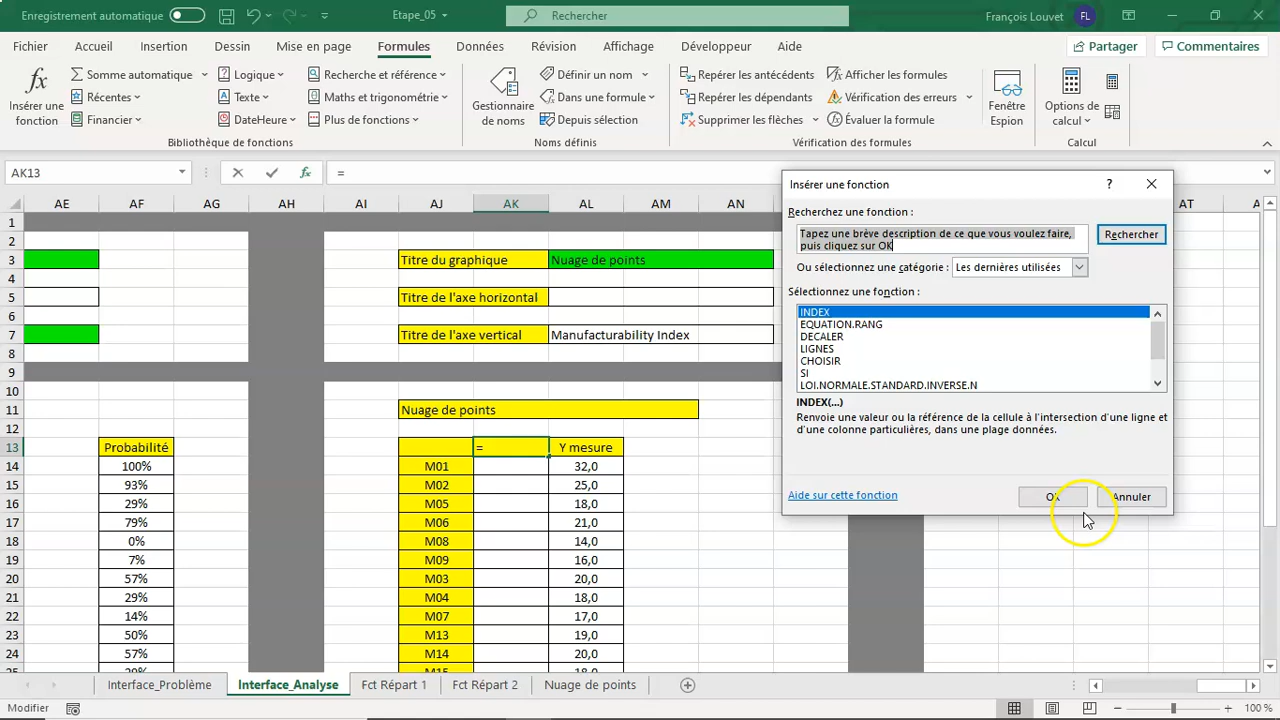 Enregistrement automatique Etape_05 Rechercher François Louvet FL
Fichier Accueil Insertion Dessin Mise en page Formules Données Révision Affichage Développeur Aide Partager Commentaires
Somme automatique Logique Recherche et référence Définir un nom Repérer les antécédents Afficher les formules
Récentes Texte Maths et trigonométrie Dans une formule Repérer les dépendants Vérification des erreurs
Financier DateHeure Plus de fonctions Depuis sélection Supprimer les flèches Évaluer la formule
Insérer une fonction
Gestionnaire de noms
Fenêtre Espion
Options de calcul
Bibliothèque de fonctions Noms définis Vérification des formules Calcul
AK13 fx =
AE AF AG AH AI AJ AK AL AM AN AT
1
2
3 Titre du graphique Nuage de points
4
5 Titre de l'axe horizontal
6
7 Titre de l'axe vertical Manufacturability Index
8
9
10
11 Nuage de points
12
13 Probabilité = Y mesure
14 100% M01 32,0
15 93% M02 25,0
16 29% M05 18,0
17 79% M06 21,0
18 0% M08 14,0
19 7% M09 16,0
20 57% M03 20,0
21 29% M04 18,0
22 14% M07 17,0
23 50% M13 19,0
24 57% M14 20,0
Insérer une fonction ?
Recherchez une fonction :
Tapez une brève description de ce que vous voulez faire,
puis cliquez sur OK
Rechercher
Ou sélectionnez une catégorie : Les dernières utilisées
Sélectionnez une fonction :
INDEX
EQUATION.RANG
DECALER
LIGNES
CHOISIR
SI
LOI.NORMALE.STANDARD.INVERSE.N
INDEX(...)
Renvoie une valeur ou la référence de la cellule à l'intersection d'une ligne et
d'une colonne particulières, dans une plage données.
Aide sur cette fonction OK Annuler
Interface_Problème Interface_Analyse Fct Répart 1 Fct Répart 2 Nuage de points
Modifier 100 %